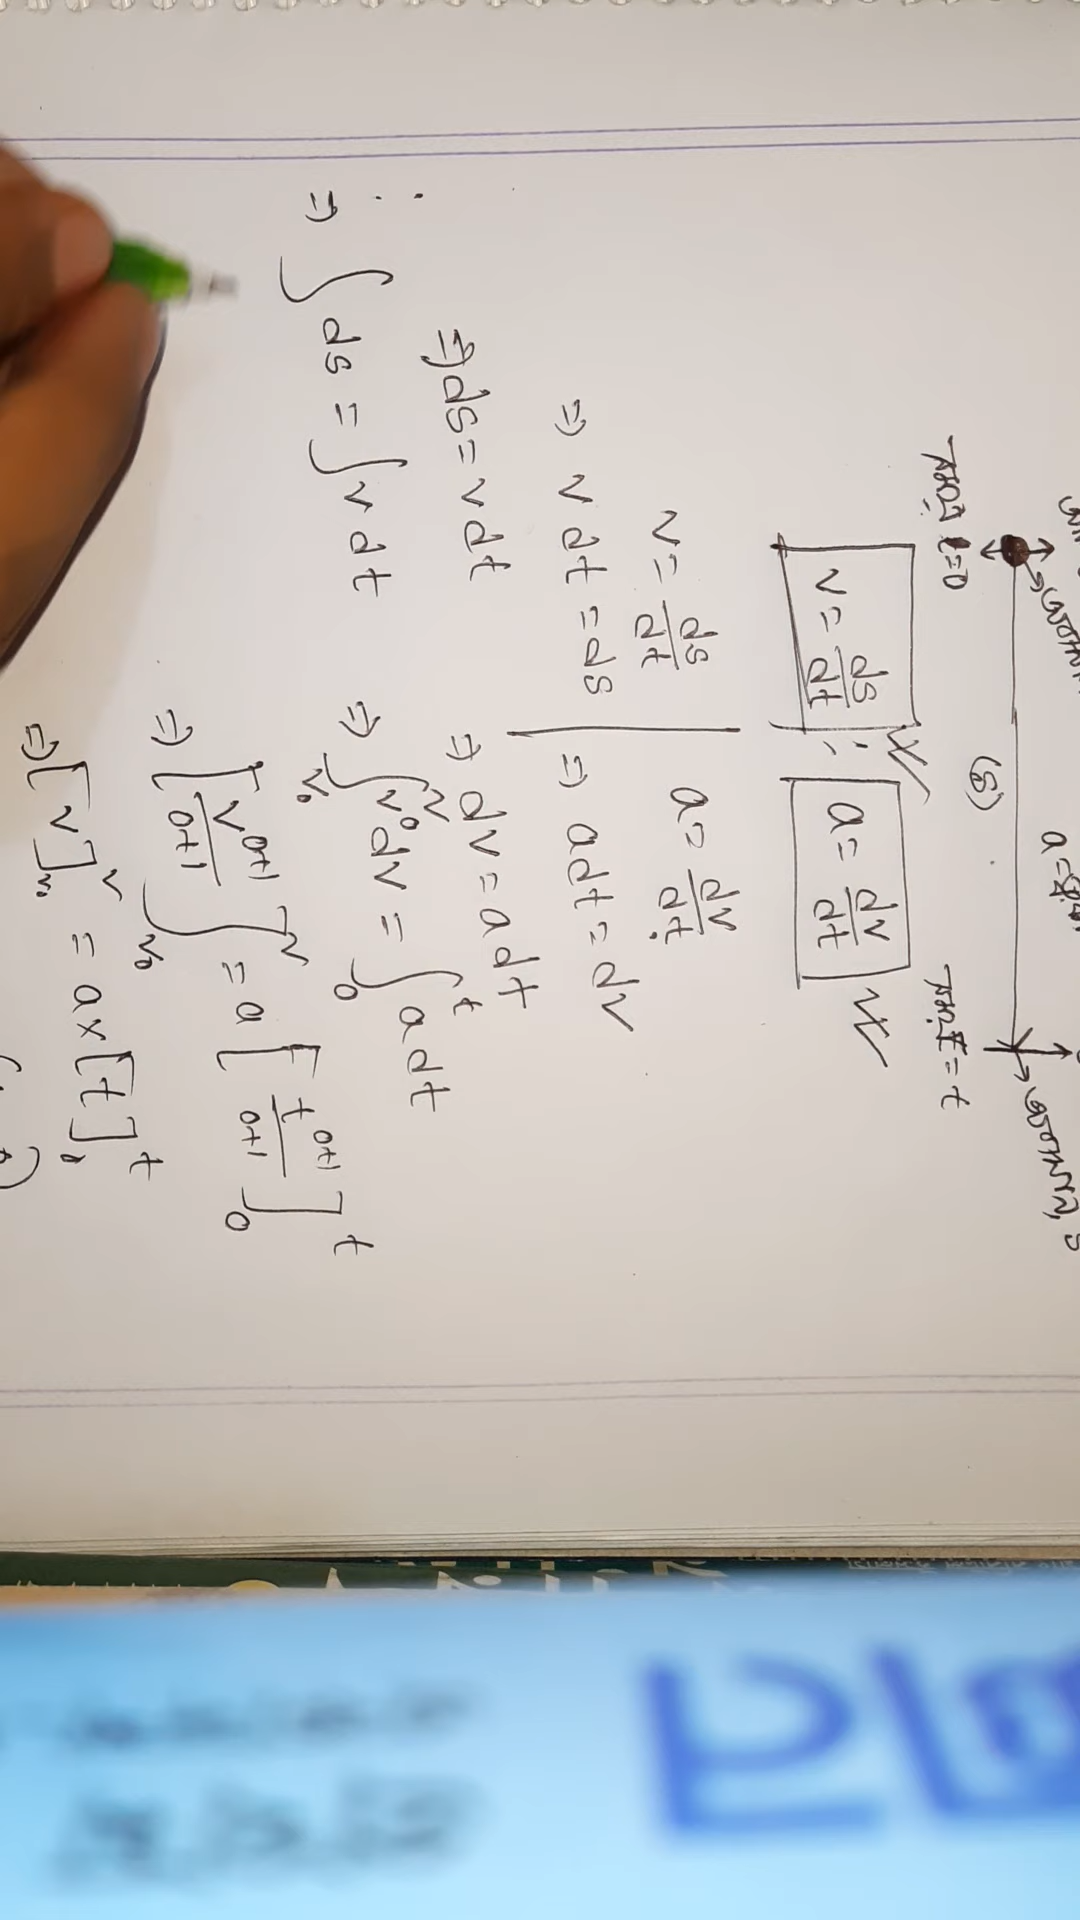 (S)
সময় t=0
সময় t=t
v = ds/dt ; a = dv/dt
v = ds/dt
a = dv/dt
⇒ v dt = ds
⇒ a dt = dv
⇒ ds = v dt
⇒ dv = a dt
∴
⇒ ∫ ds = ∫ v dt
⇒ ∫_{v₀}^{v} v⁰ dv = ∫_{0}^{t} a dt
⇒ [v^{0+1}/0+1]_{v₀}^{v} = a [t^{0+1}/0+1]_{0}^{t}
⇒ [v]_{v₀}^{v} = a × [t]_{0}^{t}